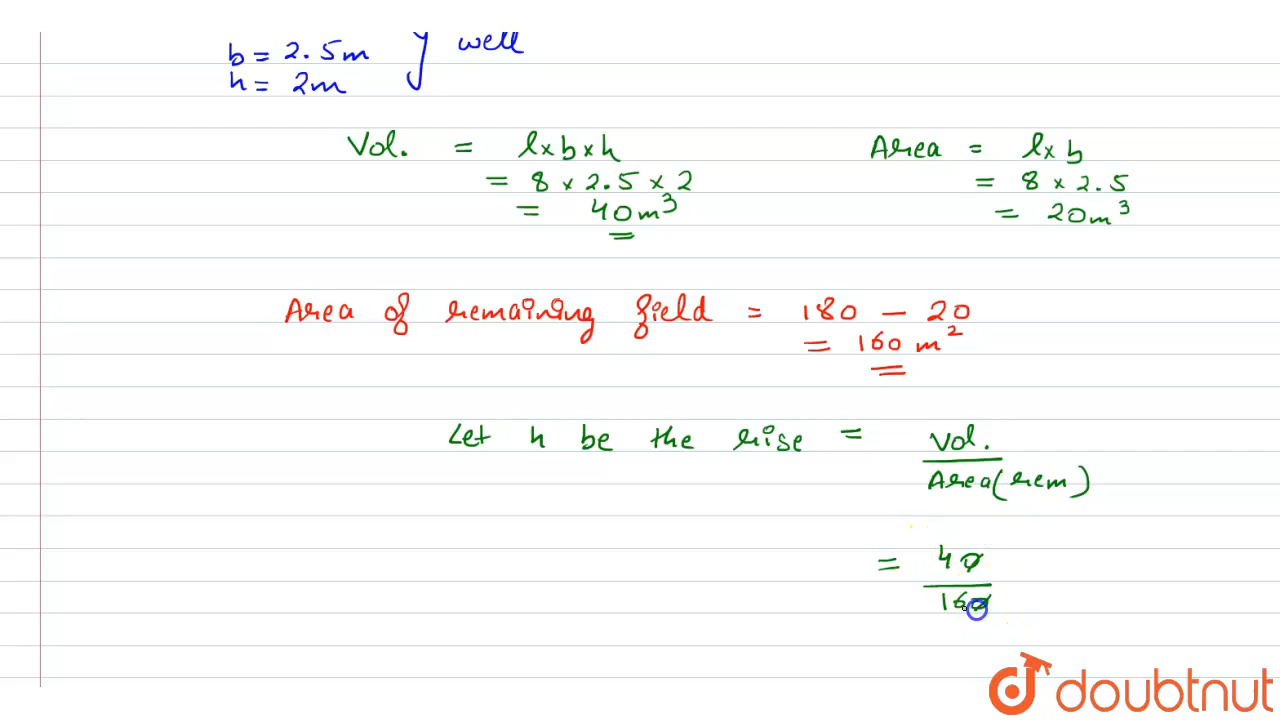 b = 2.5m } well
h = 2m
Vol. = l×b×h
= 8 × 2.5 × 2
= 40m³
Area = l× b
= 8 × 2.5
= 20m³
Area of remaining field = 180 – 20
= 160 m²
Let h be the rise = Vol.
Area(rem)
= 40
160
doubtnut